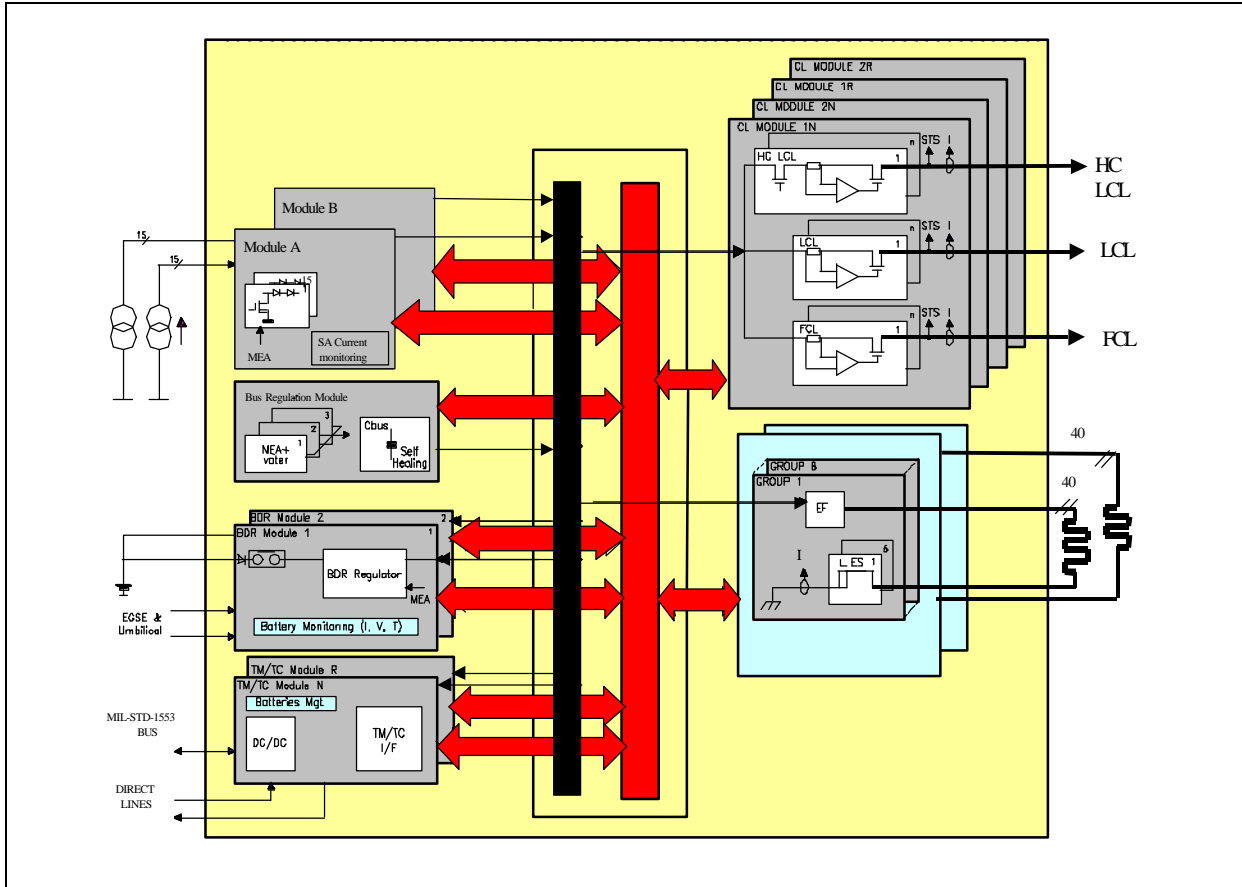 CL MODULE 2R
CL MODULE 1R
CL MODULE 2N
CL MODULE 1N
n
STS I
HC LCL
1
HC
LCL
n
STS I
LCL
1
LCL
n
STS I
FCL
1
FCL
Module B
15
Module A
15
15
1
MEA
SA Current
monitoring
Bus Regulation Module
3
2
1
MEA+
voter
Cbus
Self
Healing
40
40
GROUP 8
GROUP 1
EF
I
6
1
BDR Module 2
2
BDR Module 1
1
BDR Regulator
MEA
EGSE &
Umbilical
Battery Monitoring (I, V, T)
TM/TC Module R
TM/TC Module N
Batteries Mgt
MIL-STD-1553
BUS
DC/DC
TM/TC
I/F
DIRECT
LINES